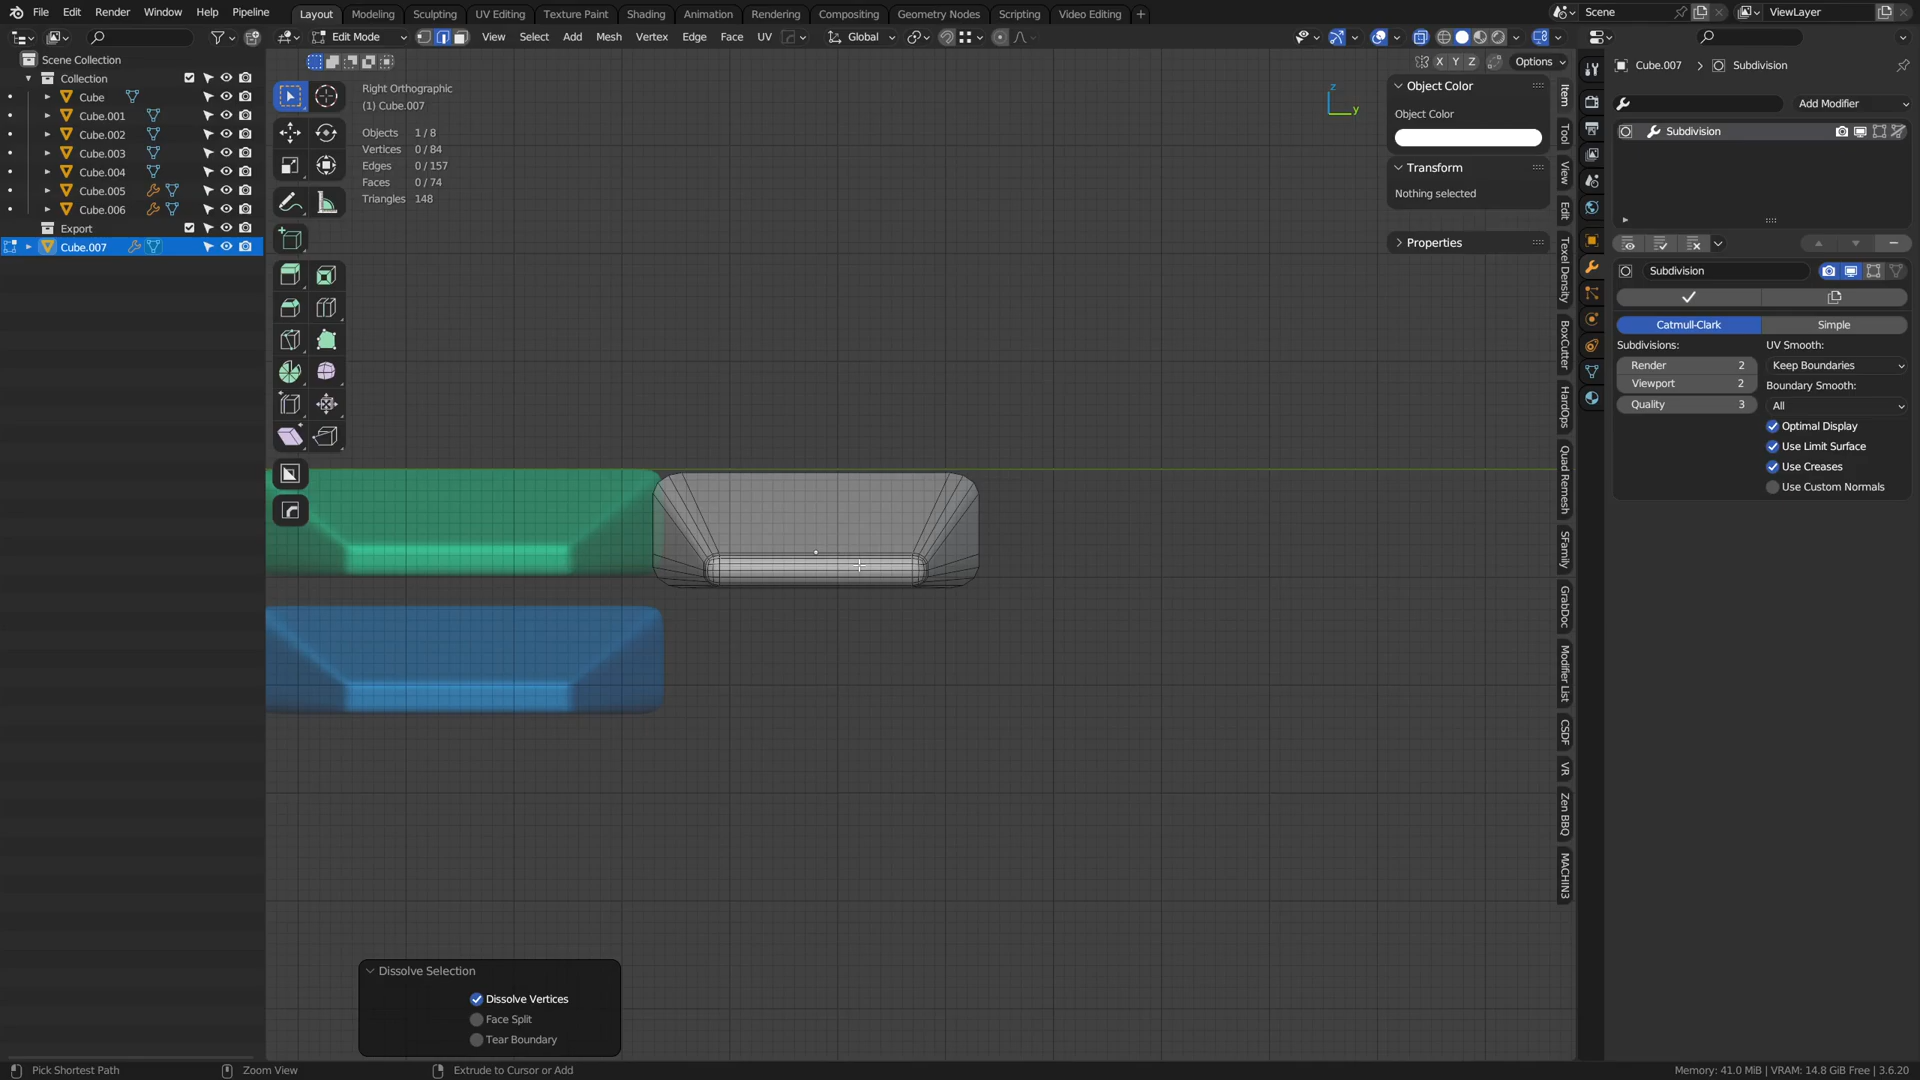 File Edit Render Window Help Pipeline Layout Modeling Sculpting UV Editing Texture Paint Shading Animation Rendering Compositing Geometry Nodes Scripting Video Editing + Scene ViewLayer
Edit Mode View Select Add Mesh Vertex Edge Face UV Global
X Y Z Options
Scene Collection
Collection
Cube
Cube.001
Cube.002
Cube.003
Cube.004
Cube.005
Cube.006
Export
Cube.007
Right Orthographic
(1) Cube.007
Objects 1 / 8
Vertices 0 / 84
Edges 0 / 157
Faces 0 / 74
Triangles 148
z
y
Object Color
Object Color
Transform
Nothing selected
Properties
Item
Tool
View
Edit
Texel Density
BoxCutter
HardOps
Quad Remesh
SFamily
GrabDoc
Modifier List
CSDF
VR
Zen BBQ
MACHIN3
Cube.007 Subdivision
Add Modifier
Subdivision
Subdivision
Catmull-Clark Simple
Subdivisions: UV Smooth:
Render 2 Keep Boundaries
Viewport 2 Boundary Smooth:
Quality 3 All
Optimal Display
Use Limit Surface
Use Creases
Use Custom Normals
Dissolve Selection
Dissolve Vertices
Face Split
Tear Boundary
Pick Shortest Path Zoom View Extrude to Cursor or Add Memory: 41.0 MiB | VRAM: 14.8 GiB Free | 3.6.20